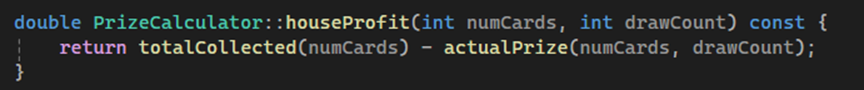 double PrizeCalculator::houseProfit(int numCards, int drawCount) const {
    return totalCollected(numCards) - actualPrize(numCards, drawCount);
}